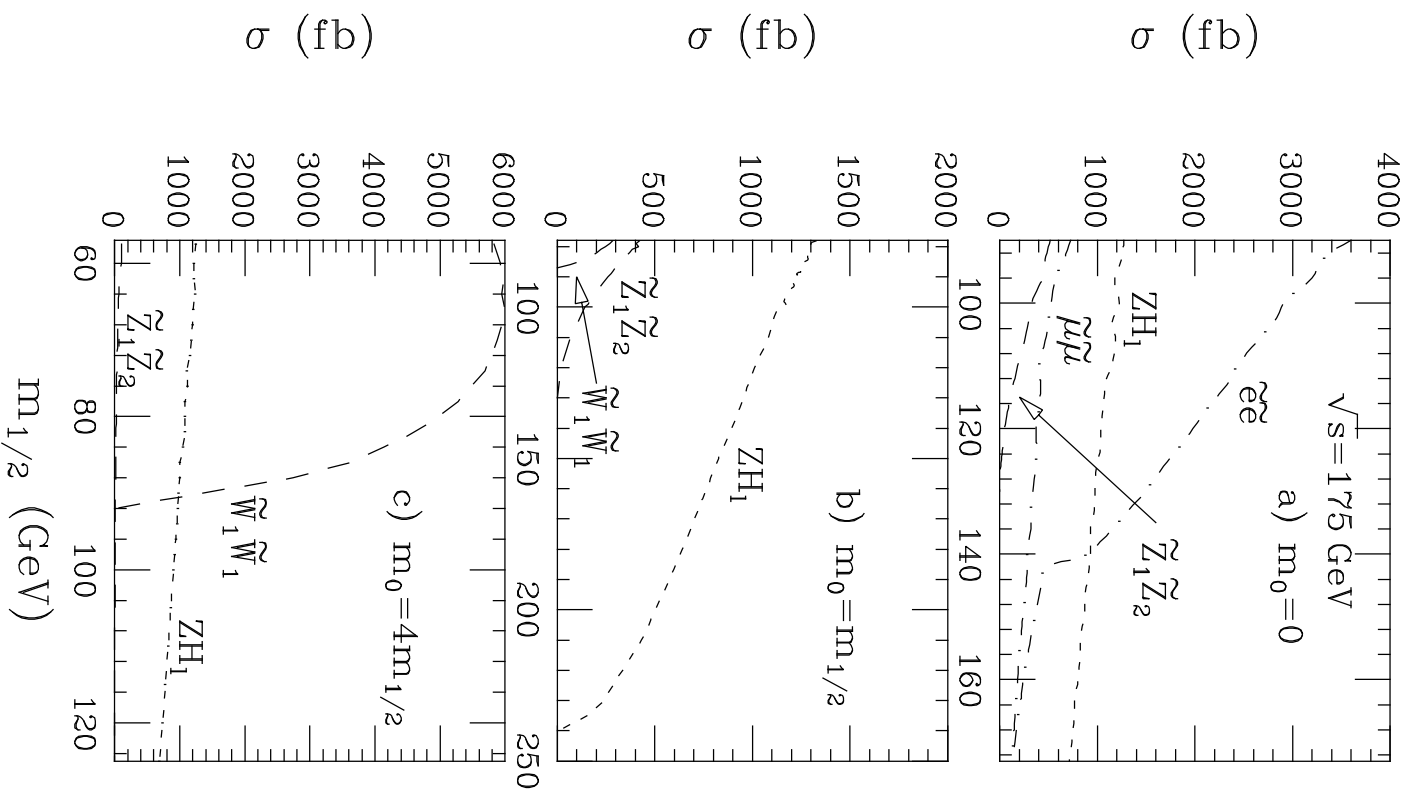 σ (fb)
4000
3000
2000
1000
0
√s=175 GeV
a) m₀=0
ẽẽ
ZH₁
μ̃μ̃
Z̃₁Z̃₂
100
120
140
160
σ (fb)
2000
1500
1000
500
0
b) m₀=m₁/₂
ZH₁
Z̃₁Z̃₂
W̃₁W̃₁
100
150
200
250
σ (fb)
6000
5000
4000
3000
2000
1000
0
c) m₀=4m₁/₂
W̃₁W̃₁
ZH₁
Z̃₁Z̃₂
60
80
100
120
m₁/₂ (GeV)